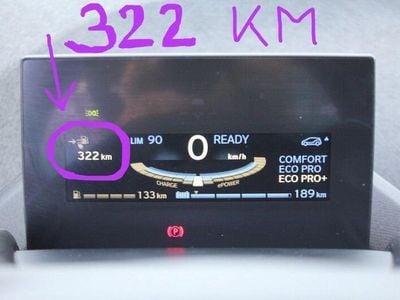 322 KM
LIM 90 0 READY
322 km km/h
COMFORT
CHARGE ePOWER ECO PRO
ECO PRO+
133 km 189 km
P